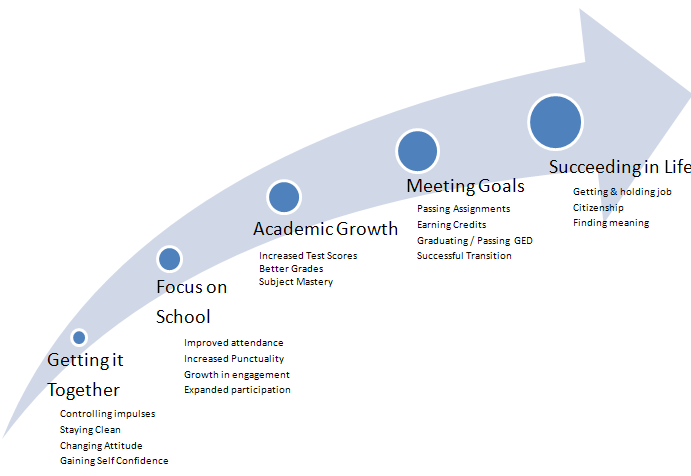 Getting it
Together
Controlling impulses
Staying Clean
Changing Attitude
Gaining Self Confidence
Focus on
School
Improved attendance
Increased Punctuality
Growth in engagement
Expanded participation
Academic Growth
Increased Test Scores
Better Grades
Subject Mastery
Meeting Goals
Passing Assignments
Earning Credits
Graduating / Passing GED
Successful Transition
Succeeding in Life
Getting & holding job
Citizenship
Finding meaning